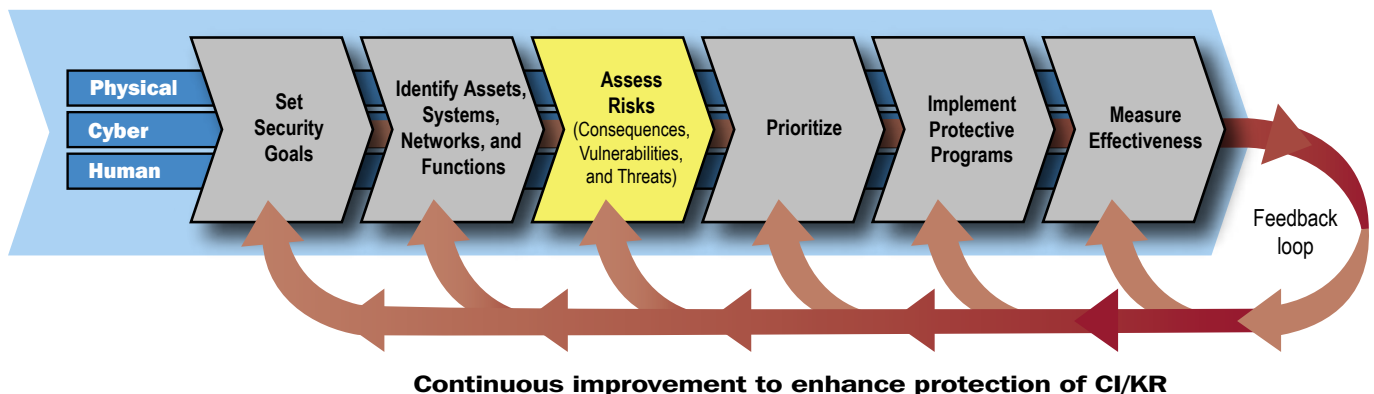 Physical
Cyber
Human
Set
Security
Goals
Identify Assets,
Systems,
Networks, and
Functions
Assess
Risks
(Consequences,
Vulnerabilities,
and Threats)
Prioritize
Implement
Protective
Programs
Measure
Effectiveness
Feedback
loop
Continuous improvement to enhance protection of CI/KR